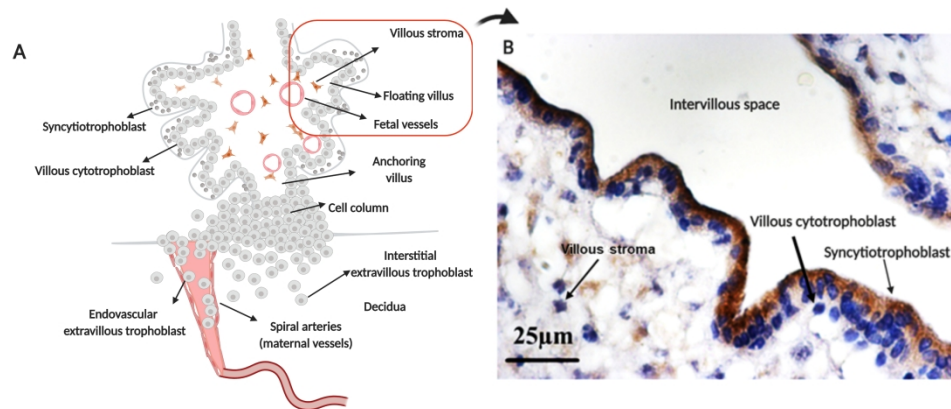 A
Villous stroma
Floating villus
Fetal vessels
Syncytiotrophoblast
Villous cytotrophoblast
Anchoring
villus
Cell column
Interstitial
extravillous trophoblast
Decidua
Endovascular
extravillous trophoblast
Spiral arteries
(maternal vessels)
B
Intervillous space
Villous cytotrophoblast
Syncytiotrophoblast
Villous stroma
25µm